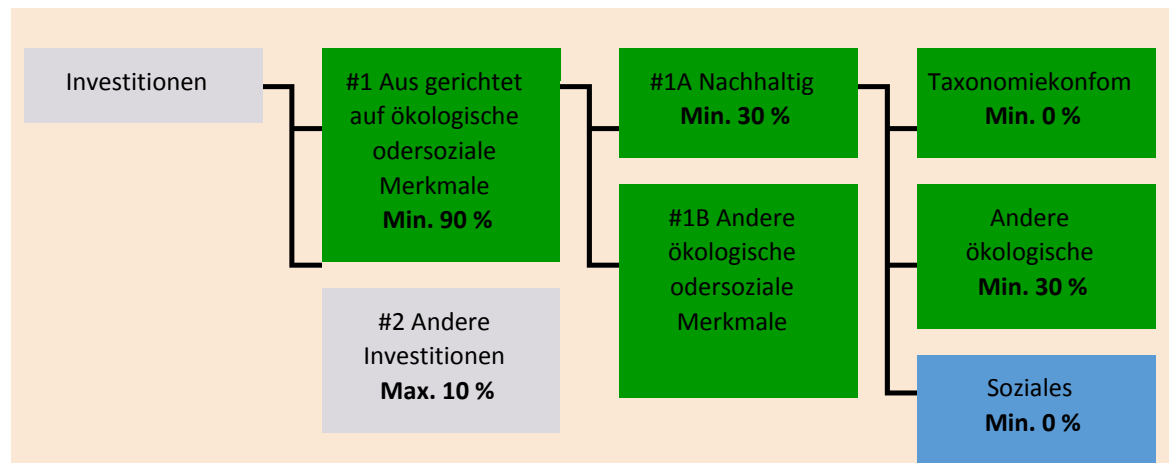 Investitionen
#1 Aus gerichtet
auf ökologische
odersoziale
Merkmale
Min. 90 %
#2 Andere
Investitionen
Max. 10 %
#1A Nachhaltig
Min. 30 %
#1B Andere
ökologische
odersoziale
Merkmale
Taxonomiekonfom
Min. 0 %
Andere
ökologische
Min. 30 %
Soziales
Min. 0 %